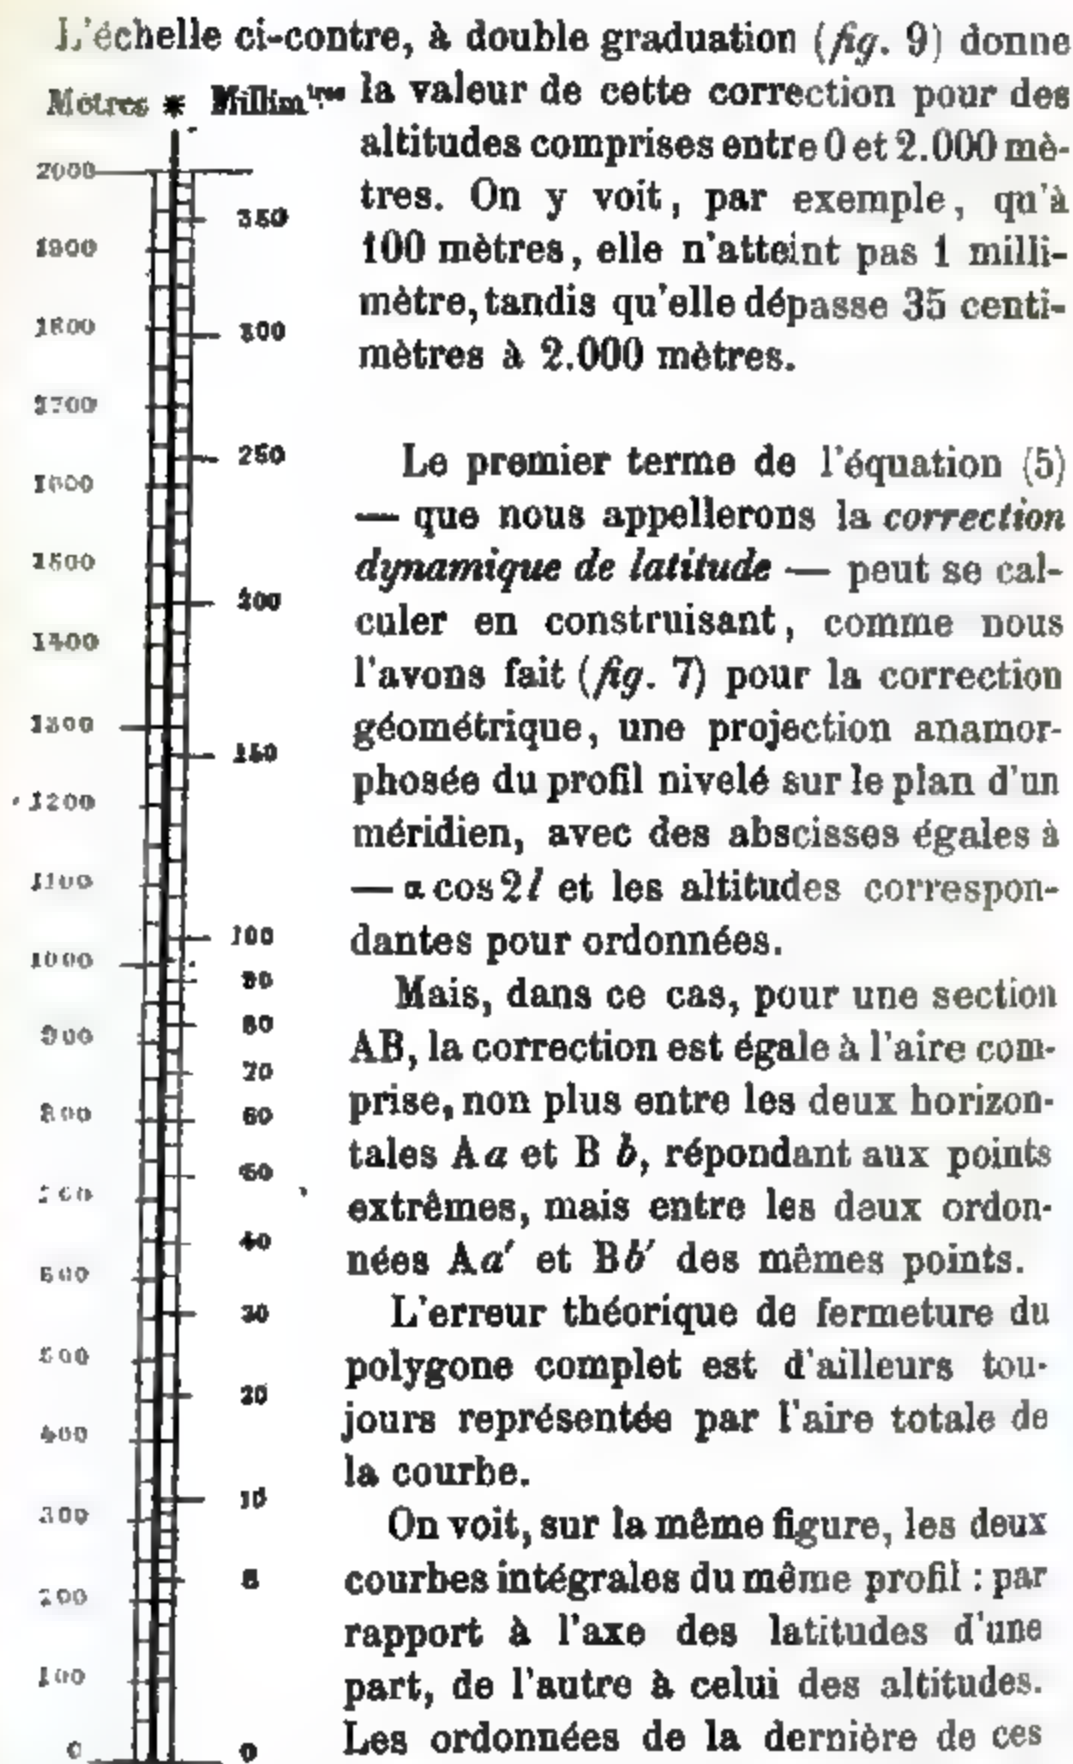 L'échelle ci-contre, à double graduation (fig. 9) donne
la valeur de cette correction pour des
altitudes comprises entre 0 et 2.000 mè-
tres. On y voit, par exemple, qu'à
100 mètres, elle n'atteint pas 1 milli-
mètre, tandis qu'elle dépasse 35 centi-
mètres à 2.000 mètres.
Le premier terme de l'équation (5)
— que nous appellerons la correction
dynamique de latitude — peut se cal-
culer en construisant, comme nous
l'avons fait (fig. 7) pour la correction
géométrique, une projection anamor-
phosée du profil nivelé sur le plan d'un
méridien, avec des abscisses égales à
— α cos 2 l et les altitudes correspon-
dantes pour ordonnées.
Mais, dans ce cas, pour une section
AB, la correction est égale à l'aire com-
prise, non plus entre les deux horizon-
tales A a et B b, répondant aux points
extrêmes, mais entre les deux ordon-
nées A a′ et B b′ des mêmes points.
L'erreur théorique de fermeture du
polygone complet est d'ailleurs tou-
jours représentée par l'aire totale de
la courbe.
On voit, sur la même figure, les deux
courbes intégrales du même profil : par
rapport à l'axe des latitudes d'une
part, de l'autre à celui des altitudes.
Les ordonnées de la dernière de ces
Mètres * Millim.tres
2000
1900
1800
1700
1600
1500
1400
1300
1200
1100
1000
900
800
700
600
500
400
300
200
100
0
350
300
250
200
150
100
90
80
70
60
50
40
30
20
10
5
0